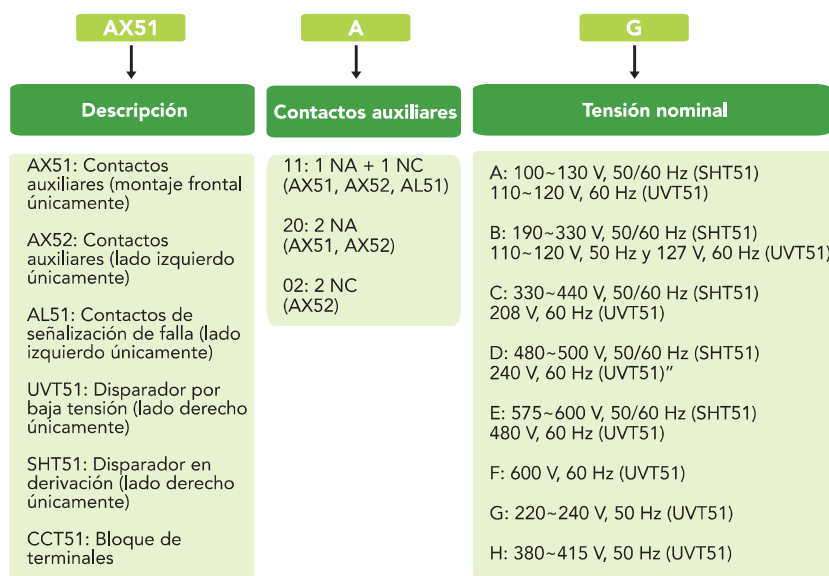 AX51
A
G
Descripción
Contactos auxiliares
Tensión nominal
AX51: Contactos
auxiliares (montaje frontal
únicamente)
AX52: Contactos
auxiliares (lado izquierdo
únicamente)
AL51: Contactos de
señalización de falla (lado
izquierdo únicamente)
UVT51: Disparador por
baja tensión (lado derecho
únicamente)
SHT51: Disparador en
derivación (lado derecho
únicamente)
CCT51: Bloque de
terminales
11: 1 NA + 1 NC
(AX51, AX52, AL51)
20: 2 NA
(AX51, AX52)
02: 2 NC
(AX52)
A: 100~130 V, 50/60 Hz (SHT51)
110~120 V, 60 Hz (UVT51)
B: 190~330 V, 50/60 Hz (SHT51)
110~120 V, 50 Hz y 127 V, 60 Hz (UVT51)
C: 330~440 V, 50/60 Hz (SHT51)
208 V, 60 Hz (UVT51)
D: 480~500 V, 50/60 Hz (SHT51)
240 V, 60 Hz (UVT51)”
E: 575~600 V, 50/60 Hz (SHT51)
480 V, 60 Hz (UVT51)
F: 600 V, 60 Hz (UVT51)
G: 220~240 V, 50 Hz (UVT51)
H: 380~415 V, 50 Hz (UVT51)